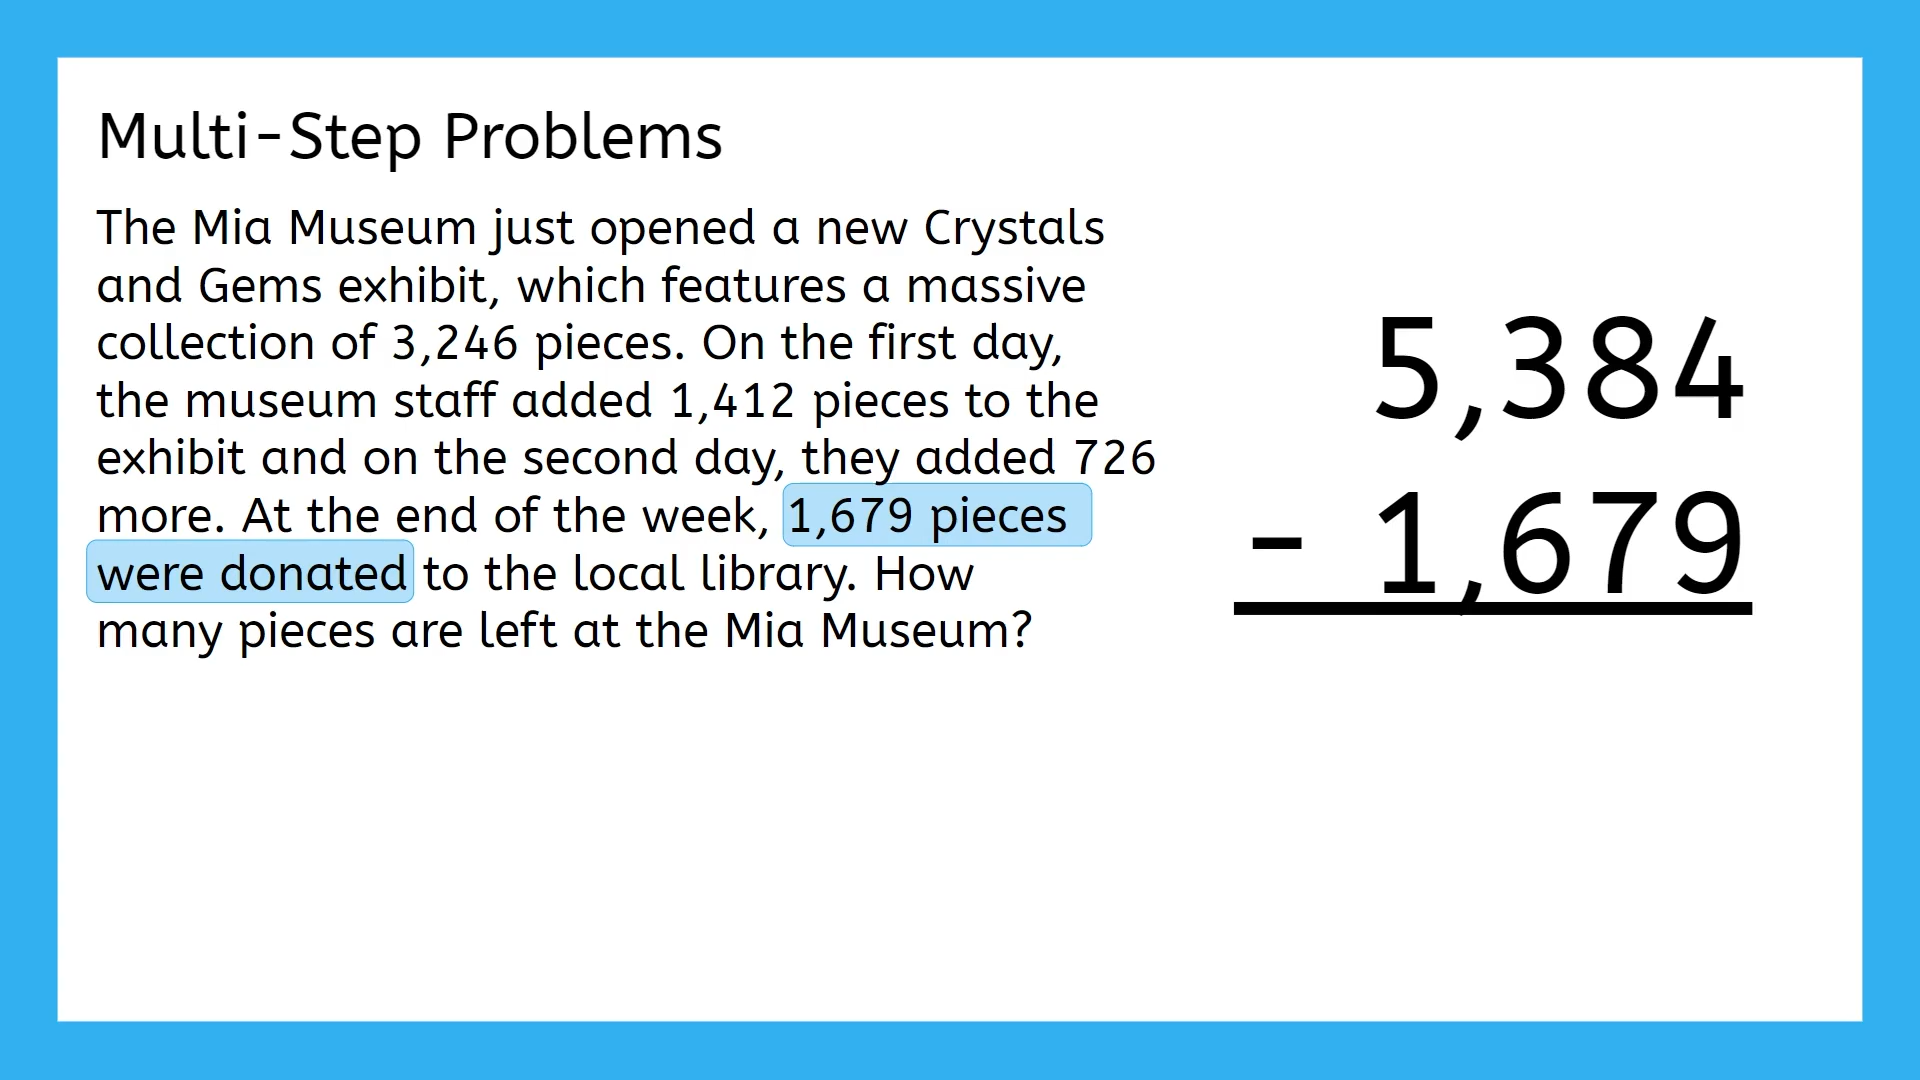 Multi-Step Problems
The Mia Museum just opened a new Crystals
and Gems exhibit, which features a massive
collection of 3,246 pieces. On the first day,
the museum staff added 1,412 pieces to the
exhibit and on the second day, they added 726
more. At the end of the week, 1,679 pieces
were donated to the local library. How
many pieces are left at the Mia Museum?
5,384
- 1,679